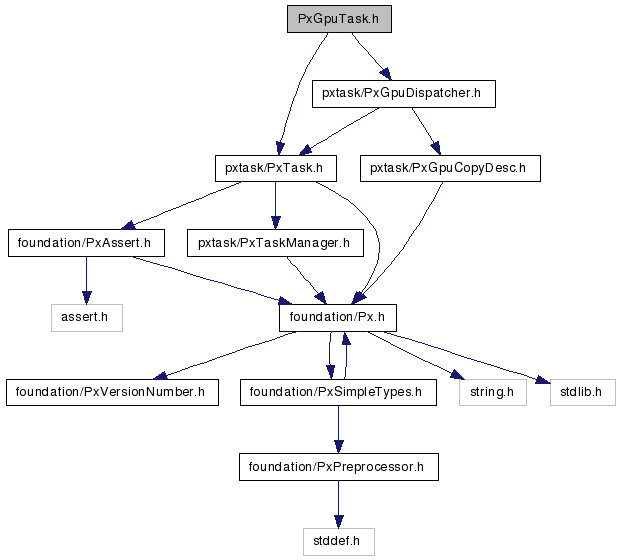 PxGpuTask.h
pxtask/PxGpuDispatcher.h
pxtask/PxTask.h
pxtask/PxGpuCopyDesc.h
foundation/PxAssert.h
pxtask/PxTaskManager.h
assert.h
foundation/Px.h
foundation/PxVersionNumber.h
foundation/PxSimpleTypes.h
string.h
stdlib.h
foundation/PxPreprocessor.h
stddef.h